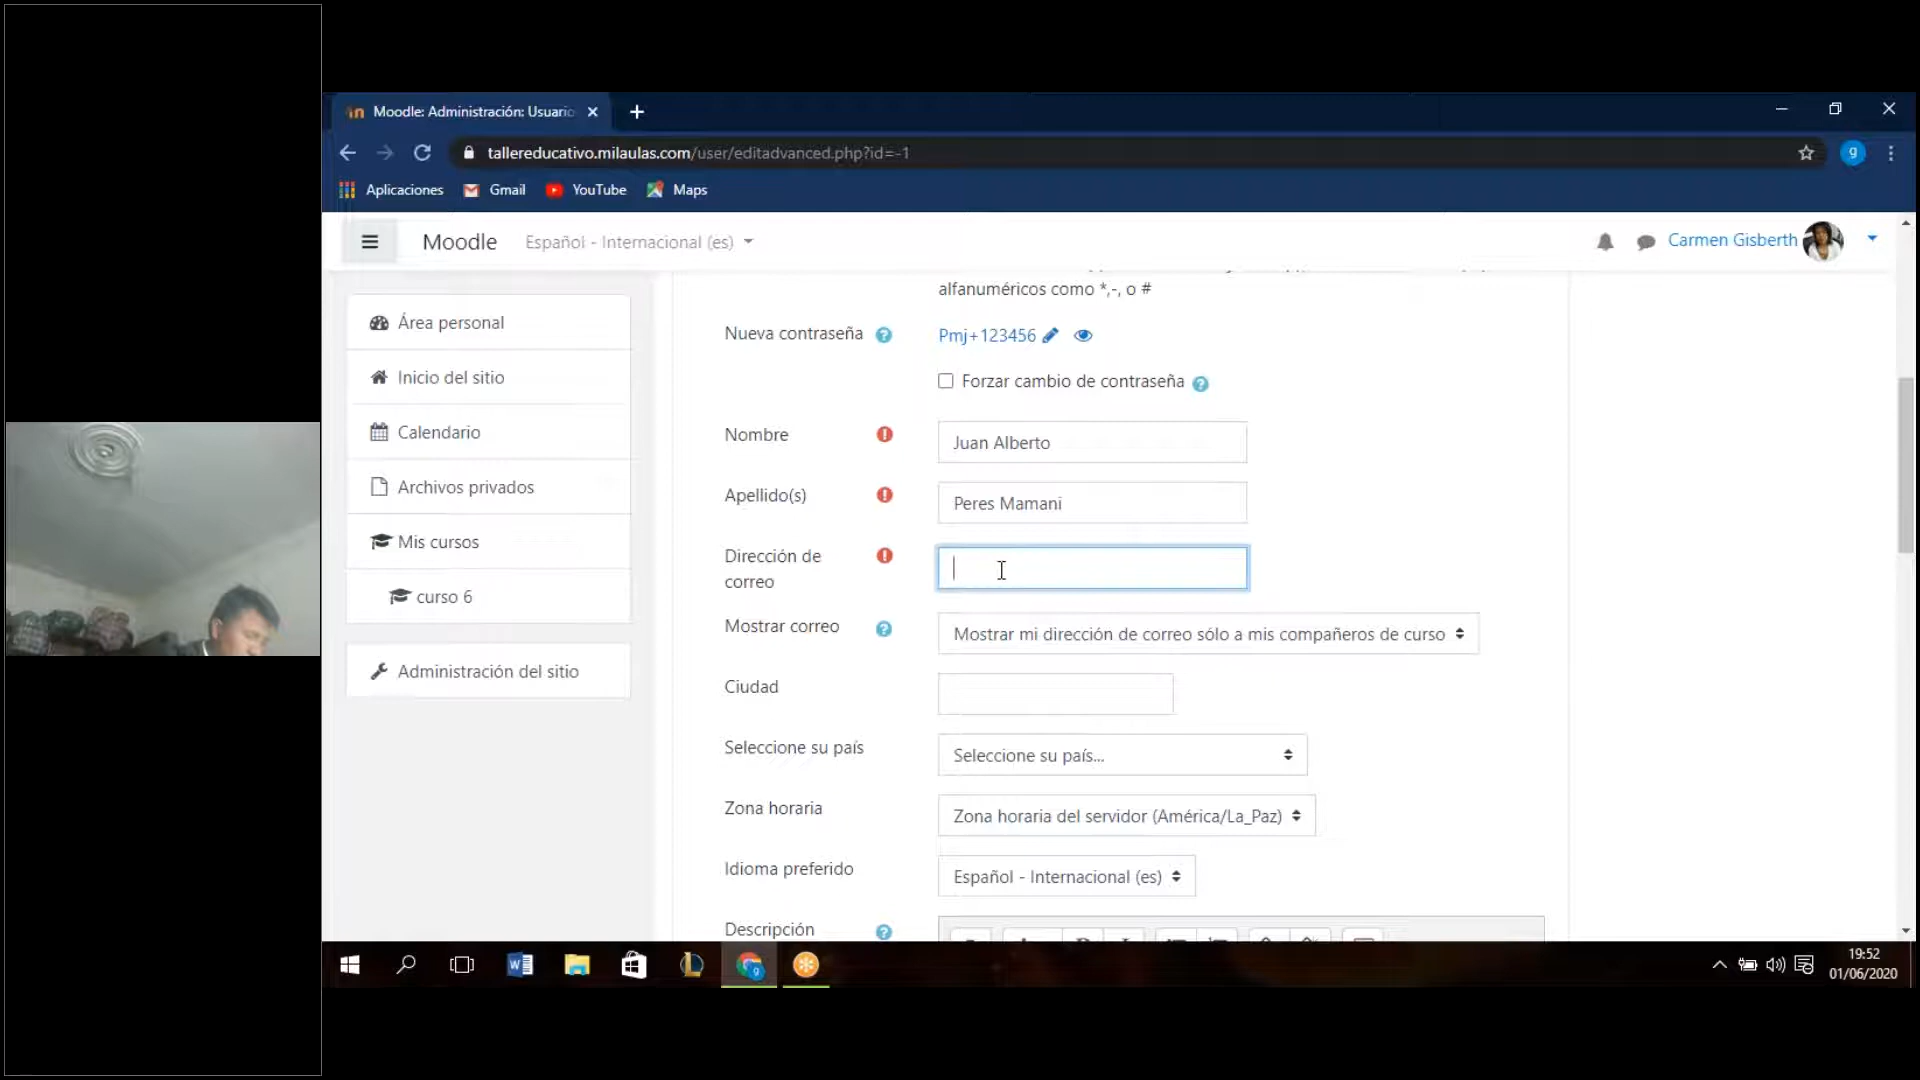 Moodle: Administración: Usuario
tallereducativo.milaulas.com/user/editadvanced.php?id=-1
g
Aplicaciones
Gmail
YouTube
Maps
Moodle
Español - Internacional (es)
Carmen Gisberth
Área personal
Inicio del sitio
Calendario
Archivos privados
Mis cursos
curso 6
Administración del sitio
alfanuméricos como *,-, o #
Nueva contraseña
Pmj+123456
Forzar cambio de contraseña
Nombre
Juan Alberto
Apellido(s)
Peres Mamani
Dirección de
correo
Mostrar correo
Mostrar mi dirección de correo sólo a mis compañeros de curso
Ciudad
Seleccione su país
Seleccione su país...
Zona horaria
Zona horaria del servidor (América/La_Paz)
Idioma preferido
Español - Internacional (es)
Descripción
19:52
01/06/2020